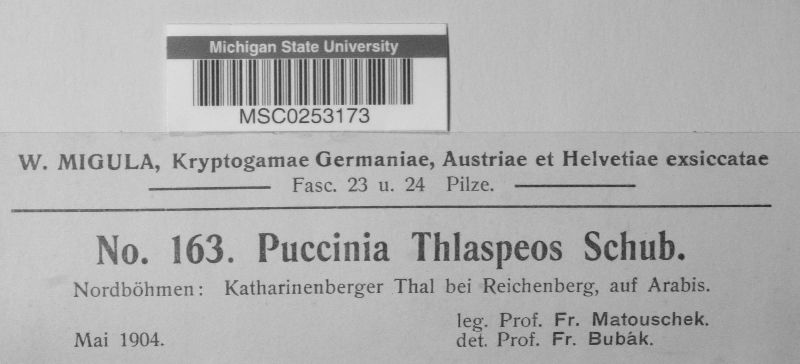 Michigan State University
MSC0253173
W. MIGULA, Kryptogamae Germaniae, Austriae et Helvetiae exsiccatae
Fasc. 23 u. 24 Pilze.
No. 163. Puccinia Thlaspeos Schub.
Nordböhmen: Katharinenberger Thal bei Reichenberg, auf Arabis.
leg. Prof. Fr. Matouschek.
Mai 1904. det. Prof. Fr. Bubák.